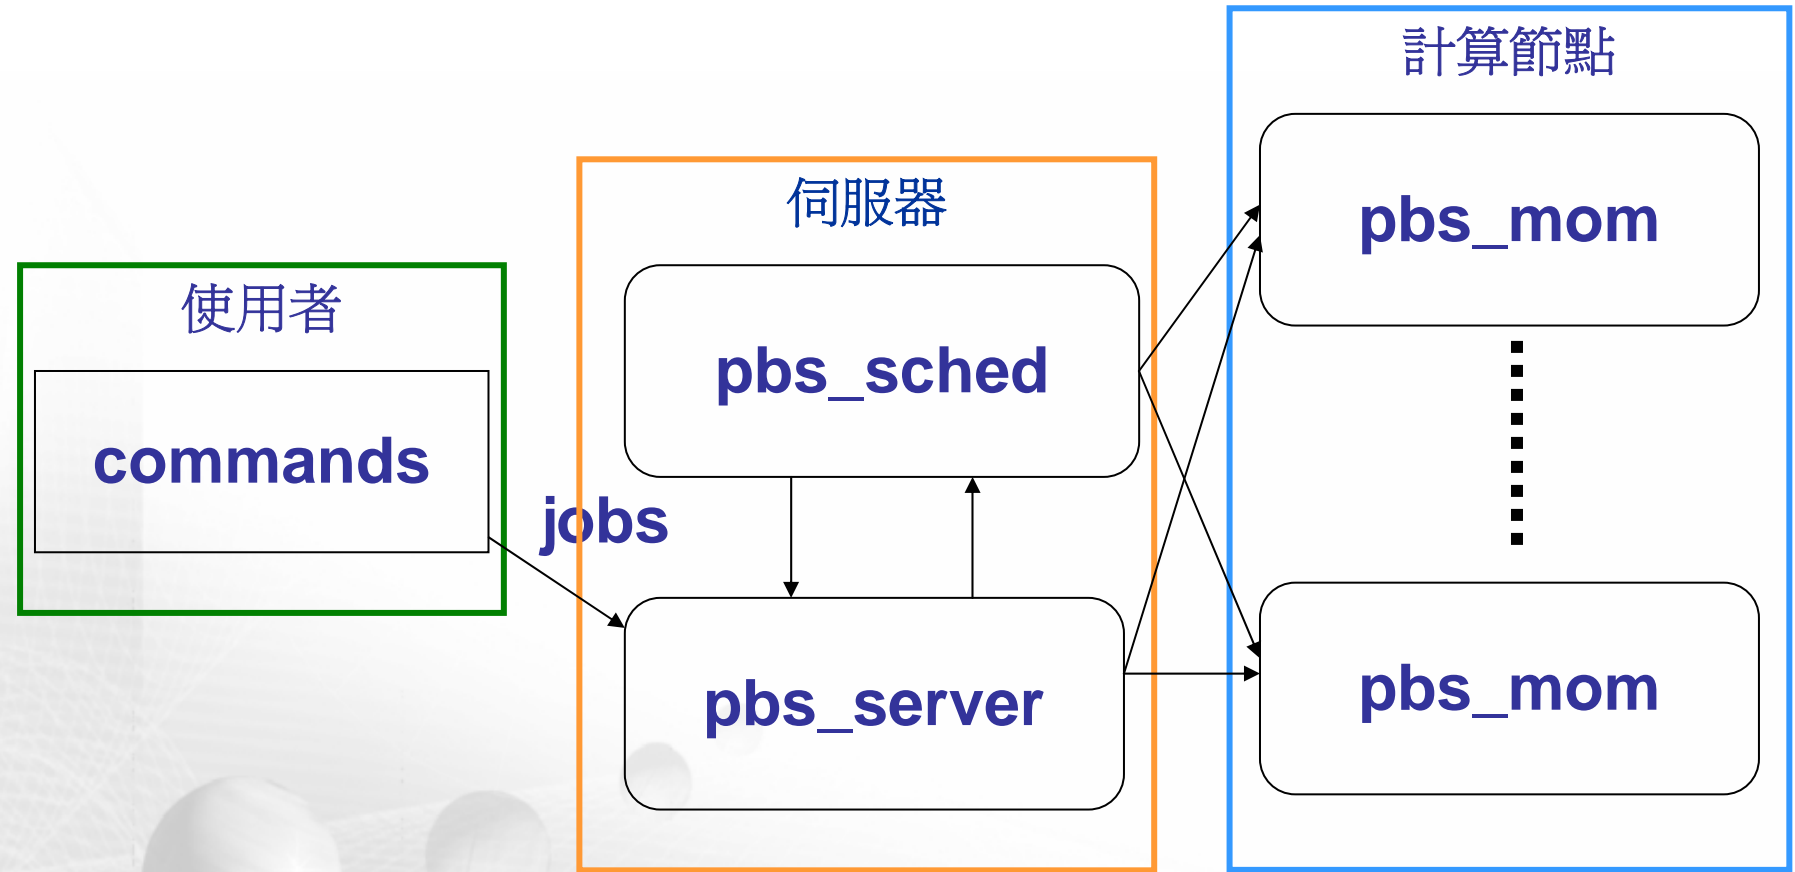 使用者
commands
jobs
伺服器
pbs_sched
pbs_server
計算節點
pbs_mom
pbs_mom